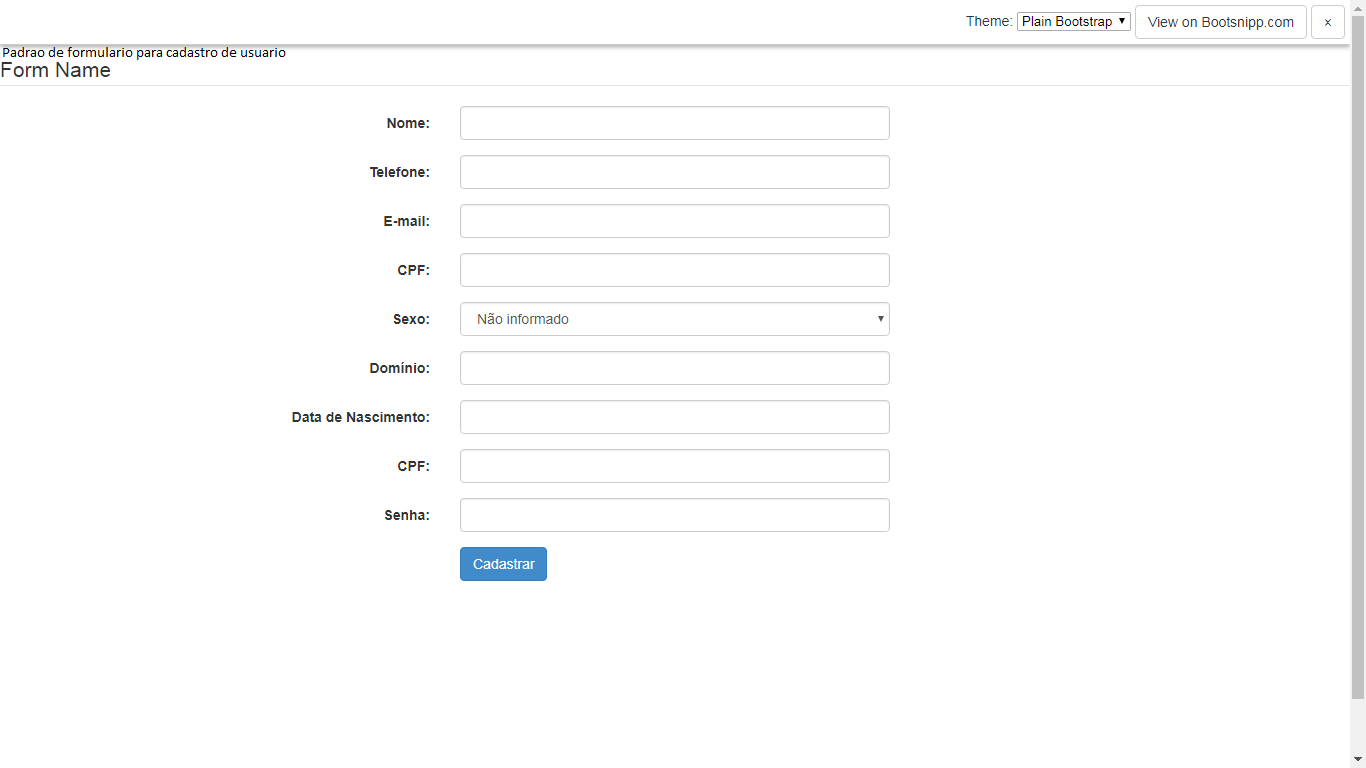 Theme: Plain Bootstrap View on Bootsnipp.com ×
Padrao de formulario para cadastro de usuario
Form Name
Nome:
Telefone:
E-mail:
CPF:
Sexo: Não informado
Domínio:
Data de Nascimento:
CPF:
Senha:
Cadastrar